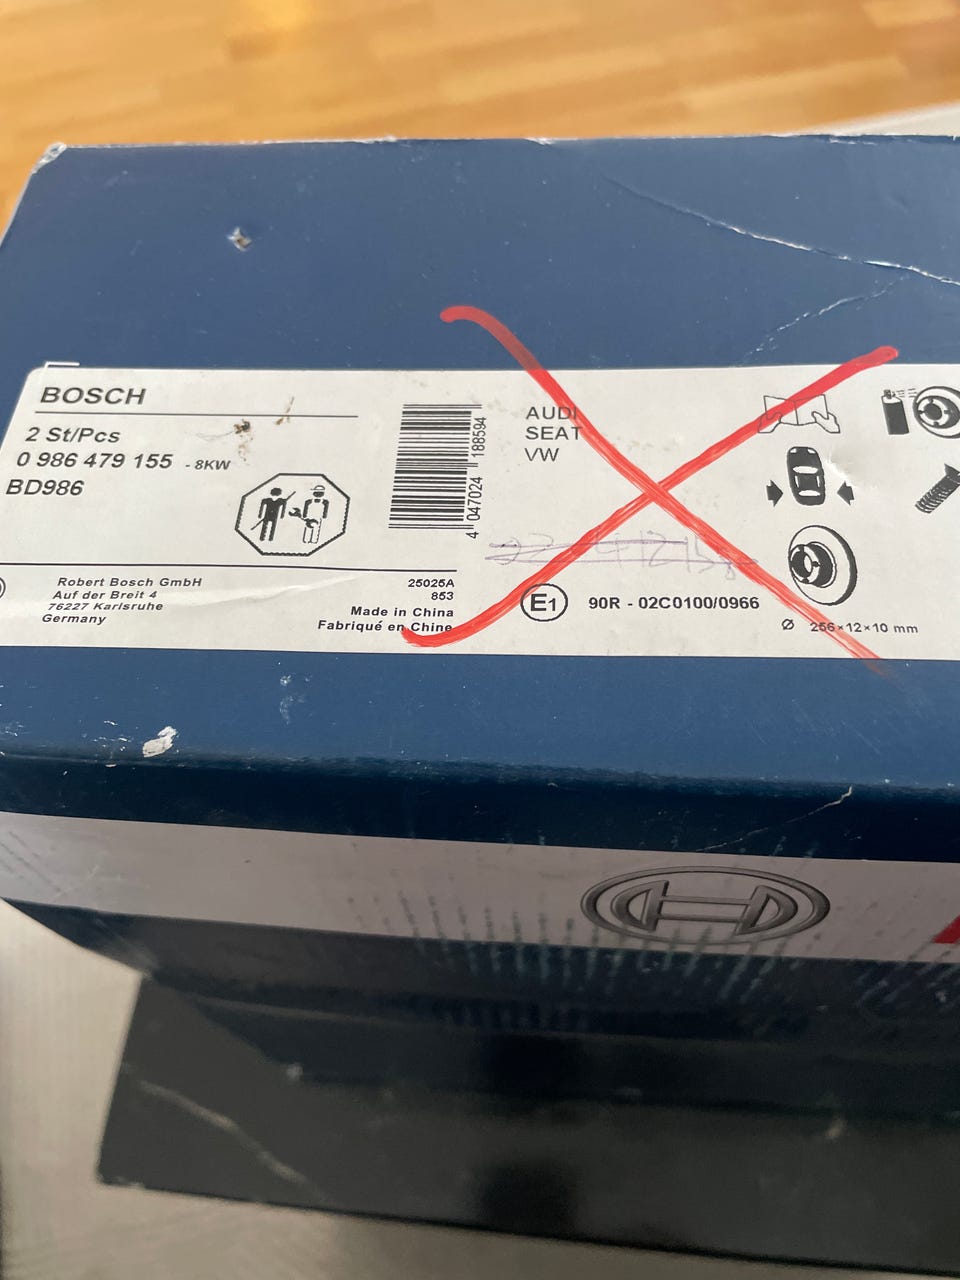 BOSCH
2 St/Pcs
0 986 479 155 - 8KW
BD986
4 047024 188594
AUDI
SEAT
VW
Robert Bosch GmbH
Auf der Breit 4
76227 Karlsruhe
Germany
25025A
853
Made in China
Fabriqué en Chine
E1
90R - 02C0100/0966
Ø 256×12×10 mm